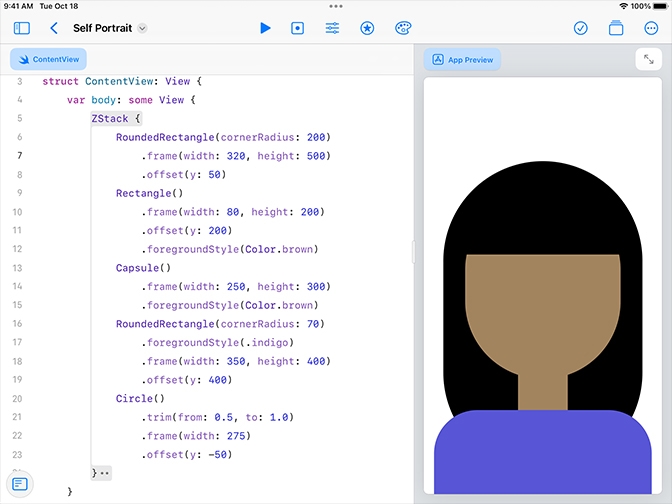 9:41 AM Tue Oct 18
100%
Self Portrait
ContentView
App Preview
3 struct ContentView: View {
4 var body: some View {
5 ZStack {
6 RoundedRectangle(cornerRadius: 200)
7 .frame(width: 320, height: 500)
8 .offset(y: 50)
9 Rectangle()
10 .frame(width: 80, height: 200)
11 .offset(y: 200)
12 .foregroundStyle(Color.brown)
13 Capsule()
14 .frame(width: 250, height: 300)
15 .foregroundStyle(Color.brown)
16 RoundedRectangle(cornerRadius: 70)
17 .foregroundStyle(.indigo)
18 .frame(width: 350, height: 400)
19 .offset(y: 400)
20 Circle()
21 .trim(from: 0.5, to: 1.0)
22 .frame(width: 275)
23 .offset(y: -50)
}
}